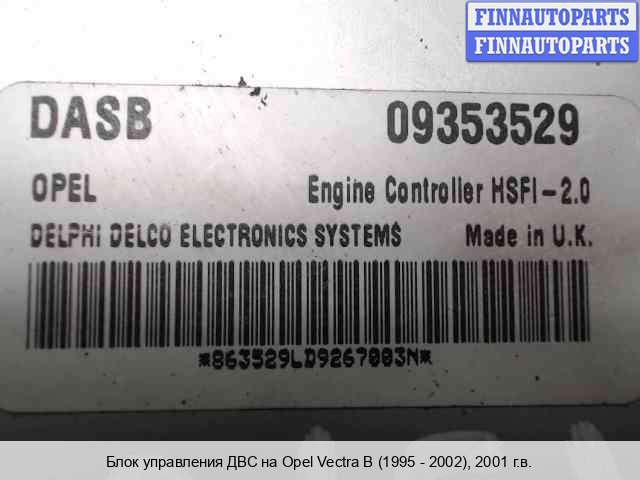 FINNAUTOPARTS
FINNAUTOPARTS
DASB 09353529
OPEL Engine Controller HSFI-2.0
DELPHI DELCO ELECTRONICS SYSTEMS Made in U.K.
*863529LD9267003N*
Блок управления ДВС на Opel Vectra B (1995 - 2002), 2001 г.в.